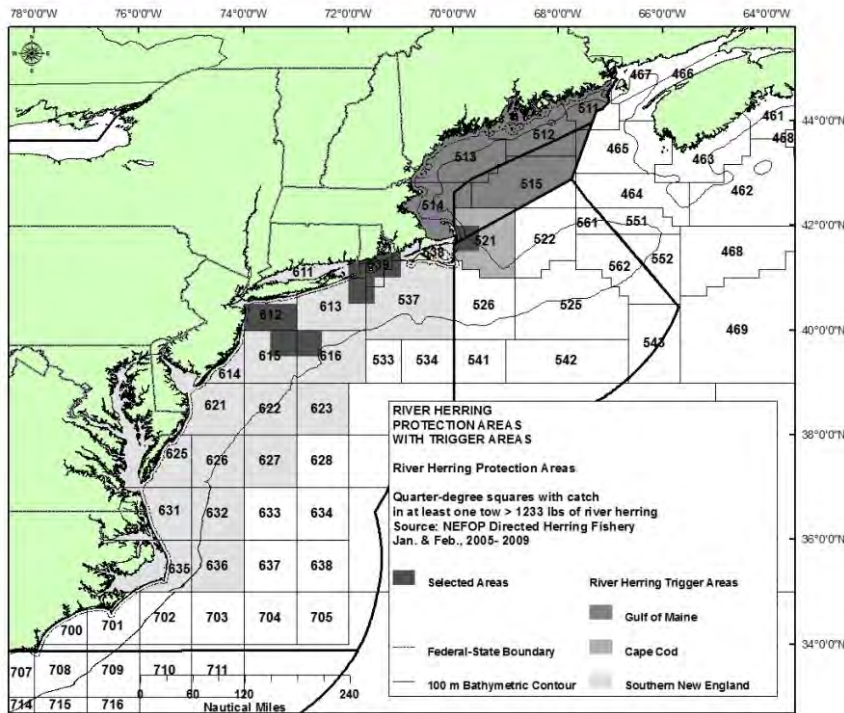 76°0'0"W 74°0'0"W 72°0'0"W 70°0'0"W 68°0'0"W 66°0'0"W 64°0'0"W
467 466
511
461
44°0'0"N
512
465
468
513
463
515
464
462
514
42°0'0"N
521
522
561
551
538
552
468
611
539
562
613
537
526
525
612
40°0'0"N
543
469
615
616
533 534 541 542
614
621 622 623
38°0'0"N
625
626 627 628
631 632 633 634
36°0'0"N
635 636 637 638
702 703 704 705
700 701
34°0'0"N
707 708 709 710 711
714 715 716
0 60 120 240
Nautical Miles
RIVER HERRING
PROTECTION AREAS
WITH TRIGGER AREAS
River Herring Protection Areas
Quarter-degree squares with catch
in at least one tow > 1233 lbs of river herring
Source: NEFOP Directed Herring Fishery
Jan. & Feb., 2005- 2009
Selected Areas
River Herring Trigger Areas
Gulf of Maine
Federal-State Boundary
Cape Cod
100 m Bathymetric Contour
Southern New England